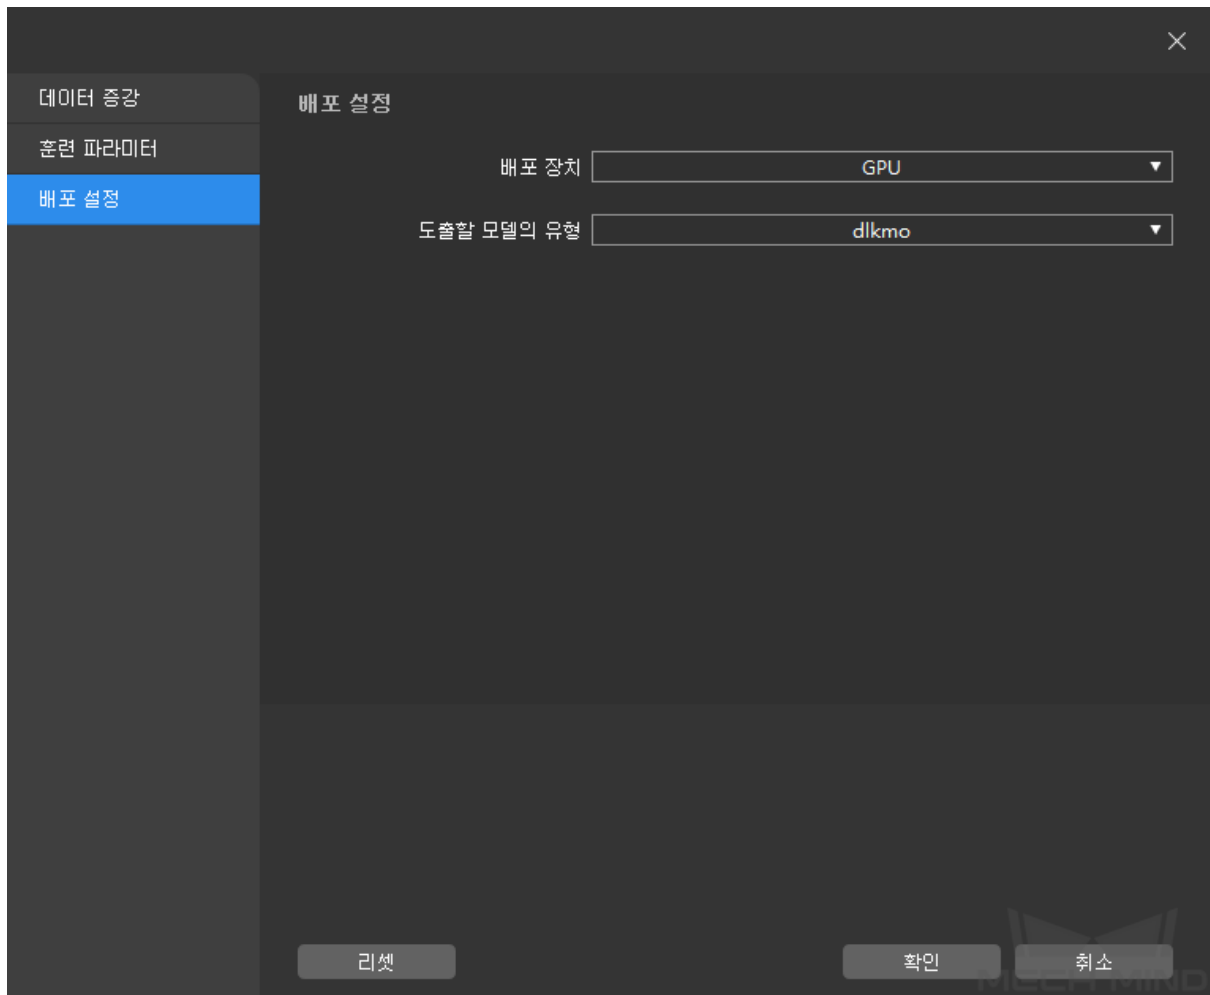 데이터 증강
훈련 파라미터
배포 설정
배포 설정
배포 장치 GPU
도출할 모델의 유형 dlkmo
리셋 확인 취소
MECH MIND